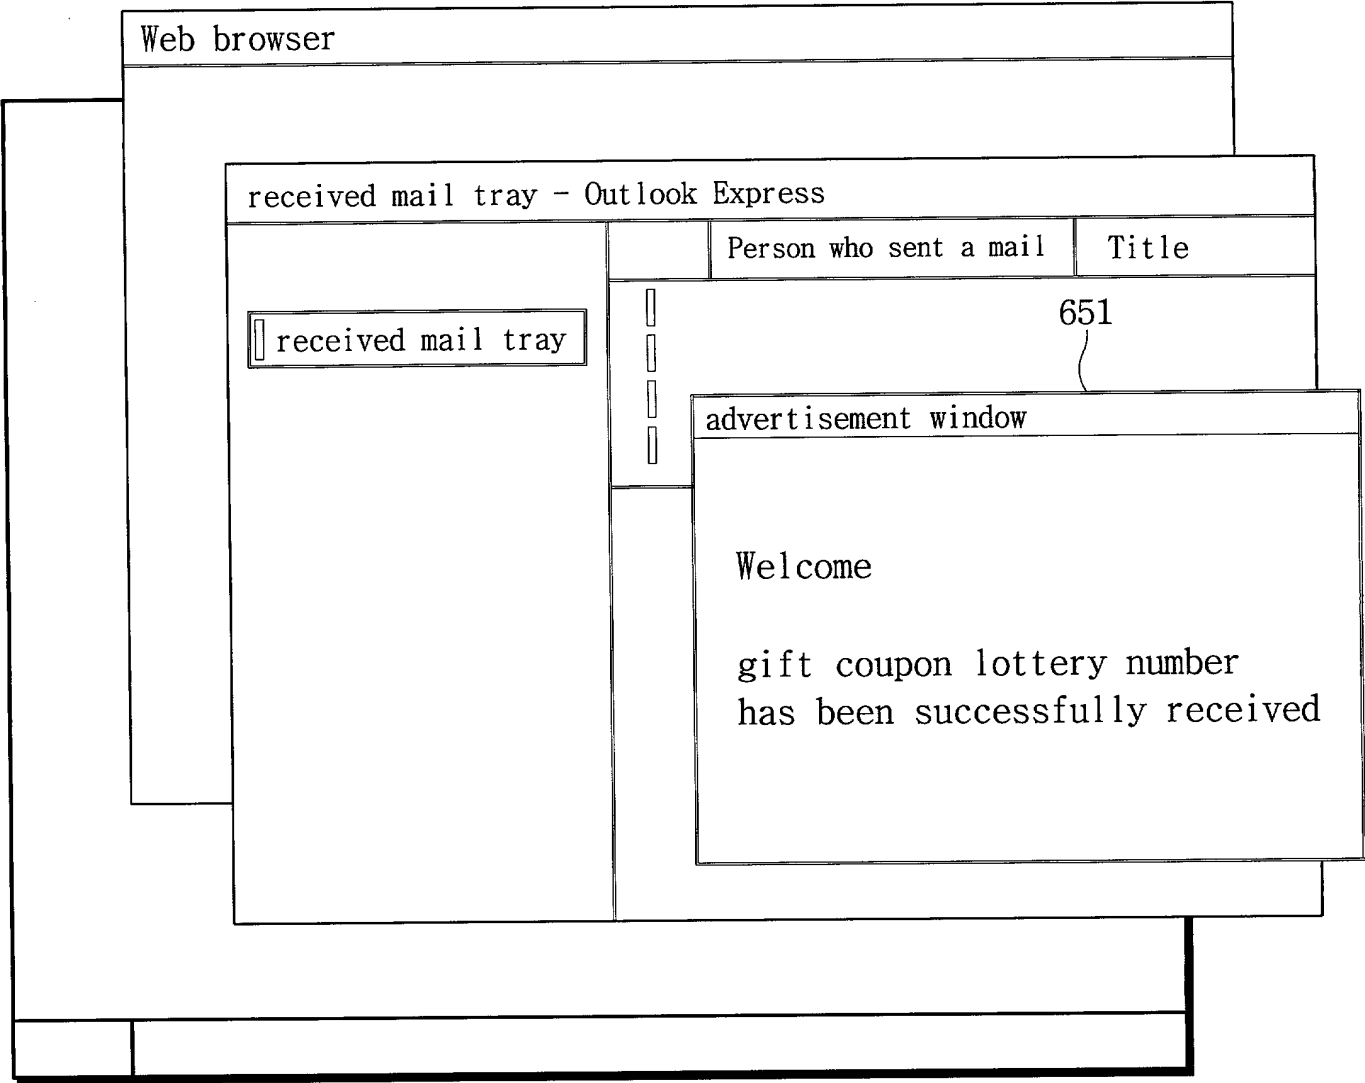 Web browser
received mail tray - Outlook Express
Person who sent a mail
Title
received mail tray
651
advertisement window
Welcome
gift coupon lottery number
has been successfully received